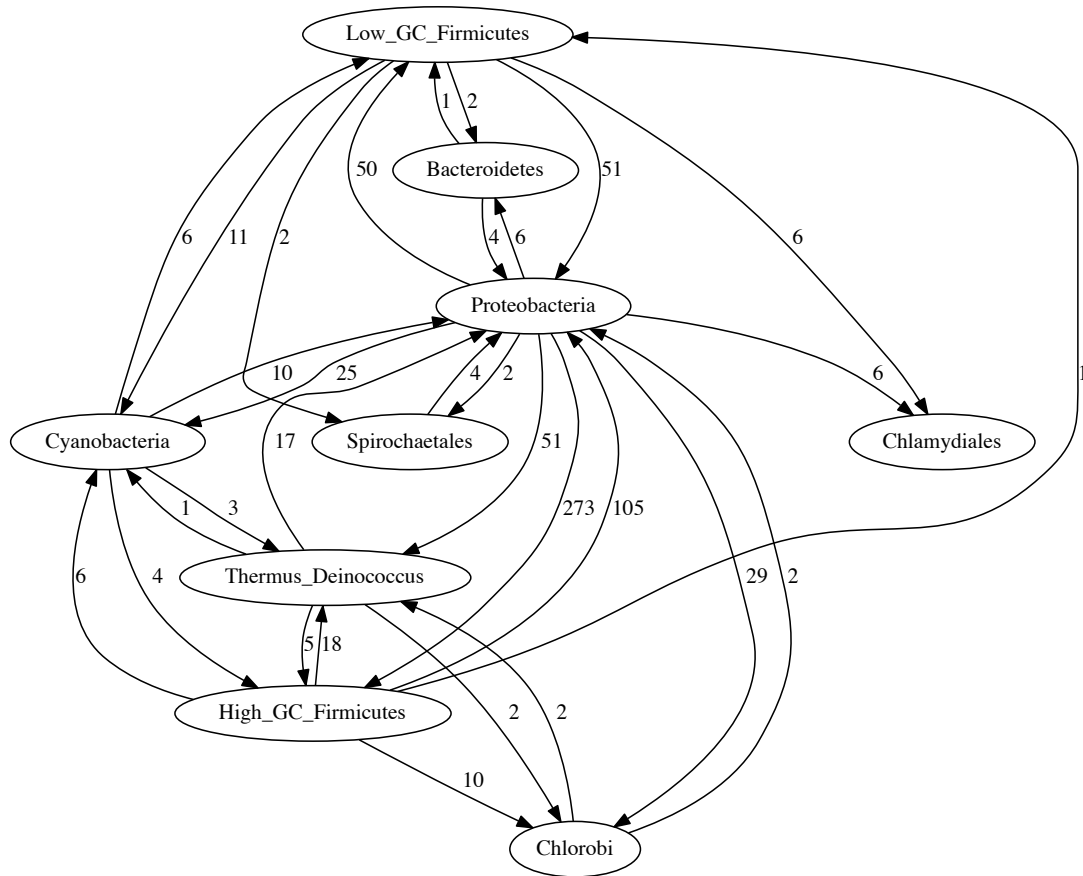 Low_GC_Firmicutes
1 2
Bacteroidetes
50 51
6 11 2 4 6 6
Proteobacteria
10 25 4 2 6 1
Cyanobacteria Spirochaetales Chlamydiales
17 51
1 3 273 105
Thermus_Deinococcus
6 4 29 2
5 18
High_GC_Firmicutes
2 2
10
Chlorobi